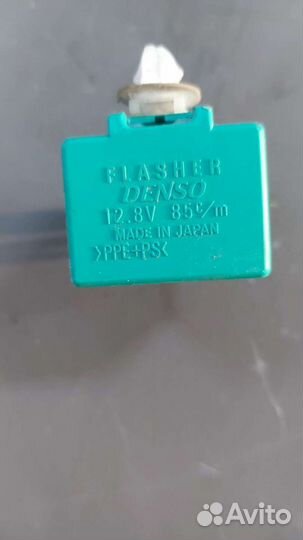 FLASHER
DENSO
12.8V 85c/m
MADE IN JAPAN
>PPE+PS<
Avito